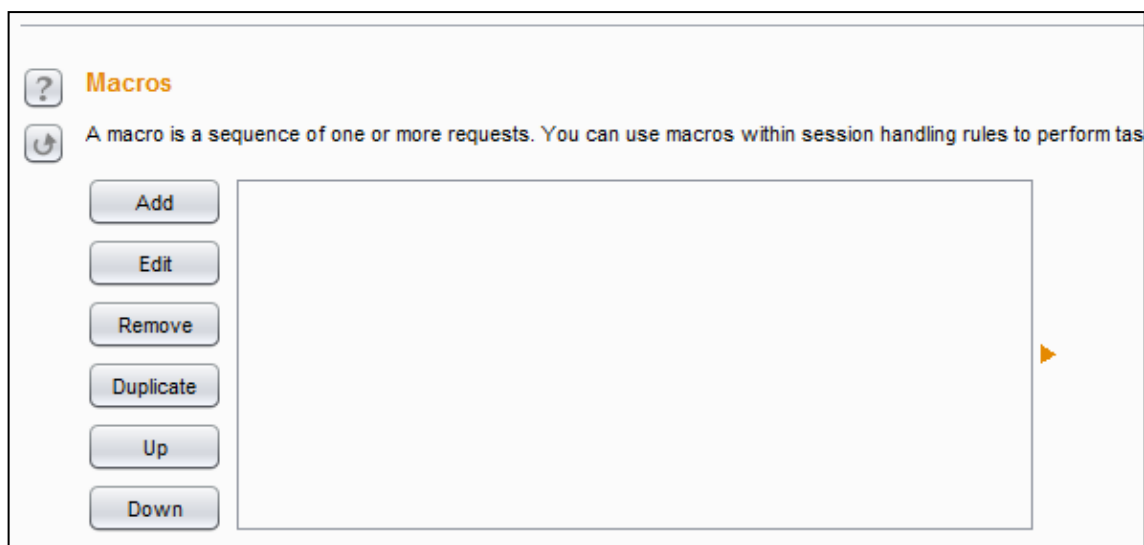 ?
Macros
A macro is a sequence of one or more requests. You can use macros within session handling rules to perform tas
Add
Edit
Remove
Duplicate
Up
Down